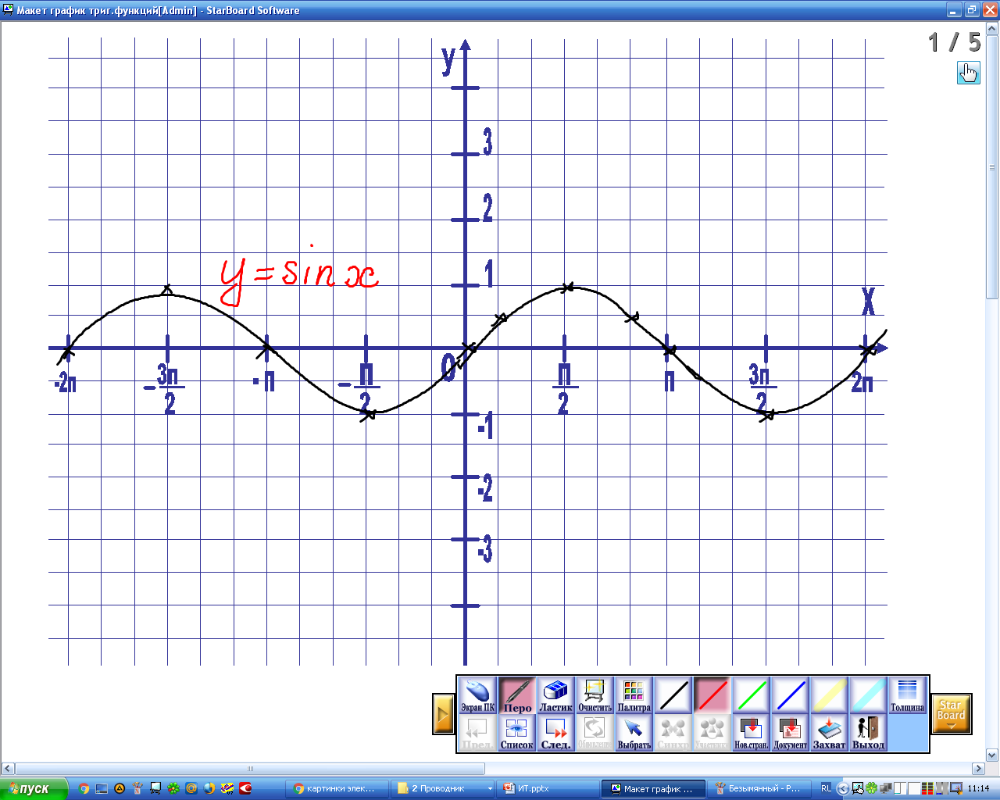 Макет график триг.функций[Admin] - StarBoard Software
1 / 5
y
3
2
1
y = sin x
X
0
-2п
- 3п/2
- п
- п/2
п/2
п
3п/2
2п
-1
-2
-3
Экран ПК Перо Ластик Очистить Палитра Толщина
Пред. Список След. Обновление Выбрать Синхр Нов.стран. Документ Захват Выход
Star Board
пуск
картинки элек...
2 Проводник
ИТ.pptx
Макет график ...
Безымянный - P...
RL
11:14